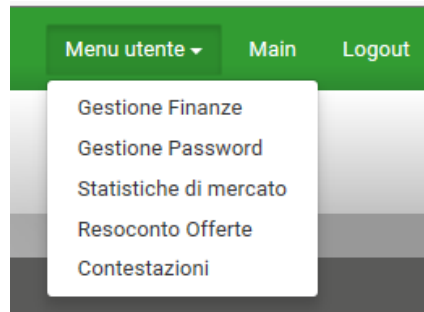 Menu utente Main Logout
Gestione Finanze
Gestione Password
Statistiche di mercato
Resoconto Offerte
Contestazioni